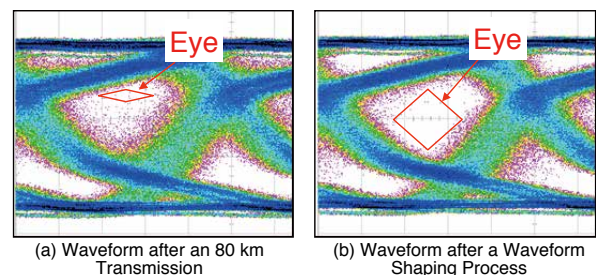 Eye
Eye
(a) Waveform after an 80 km
Transmission
(b) Waveform after a Waveform
Shaping Process